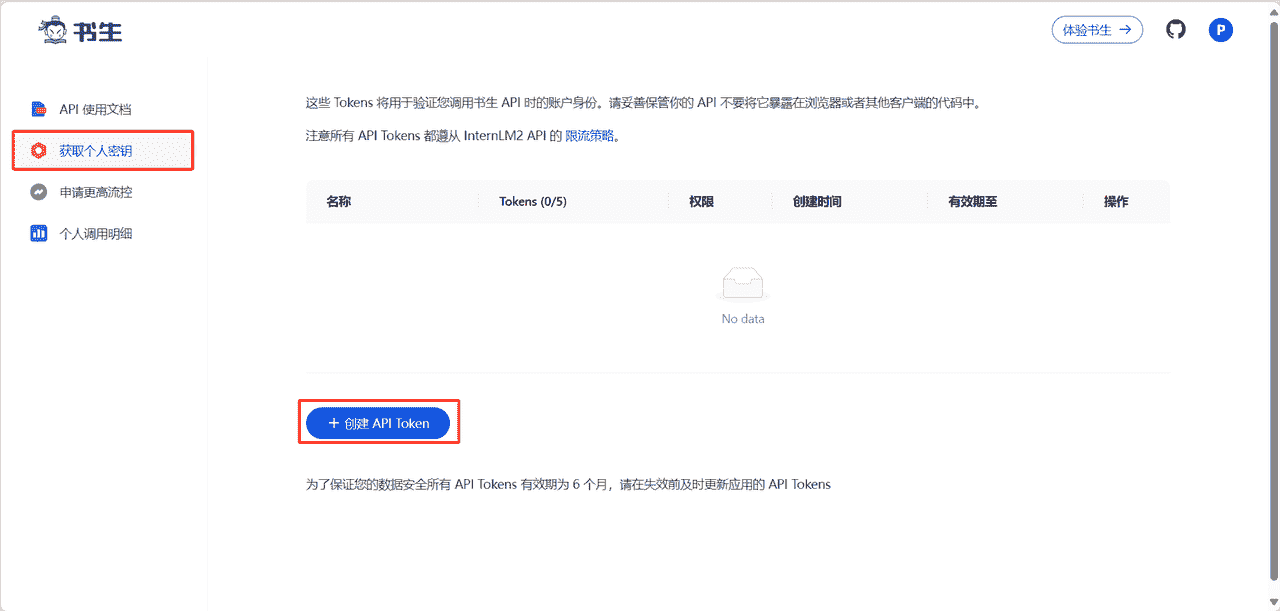 书生
体验书生 →
P
API 使用文档
获取个人密钥
申请更高流控
个人调用明细
这些 Tokens 将用于验证您调用书生 API 时的账户身份。请妥善保管你的 API 不要将它暴露在浏览器或者其他客户端的代码中。
注意所有 API Tokens 都遵从 InternLM2 API 的 限流策略。
名称 Tokens (0/5) 权限 创建时间 有效期至 操作
No data
+ 创建 API Token
为了保证您的数据安全所有 API Tokens 有效期为 6 个月，请在失效前及时更新应用的 API Tokens